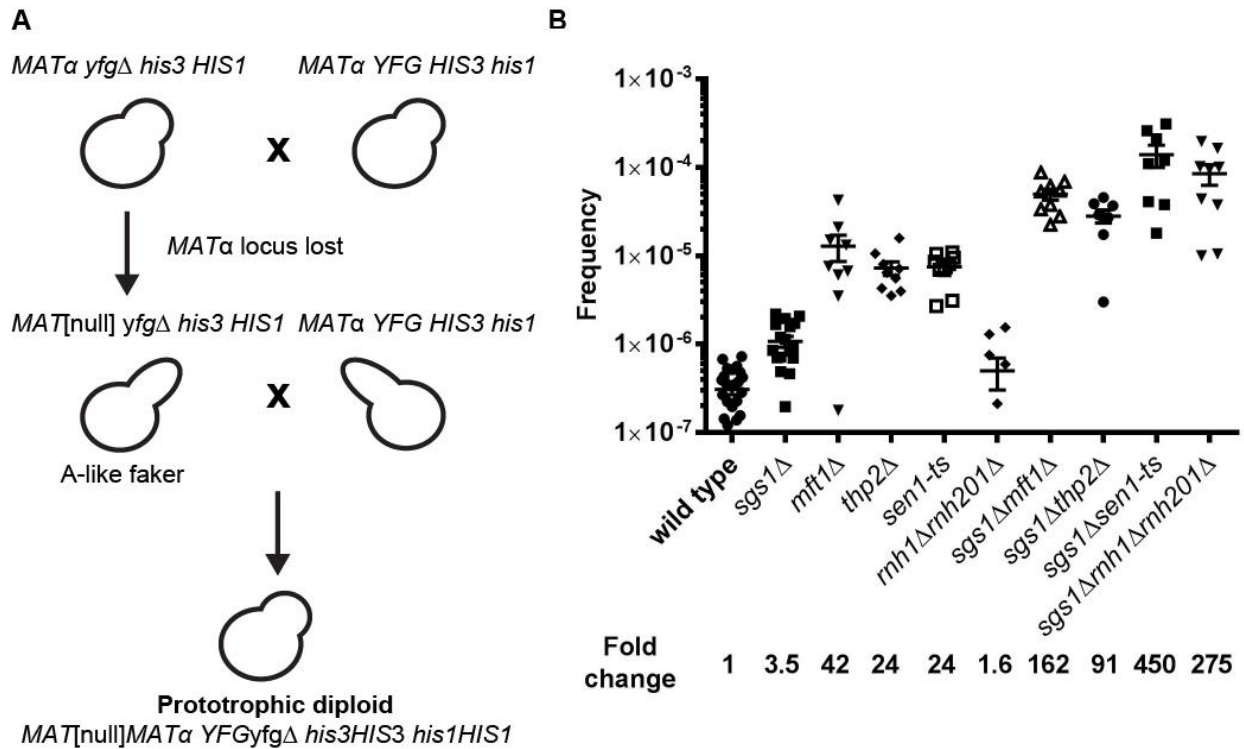 A
MATα yfgΔ his3 HIS1 MATα YFG HIS3 his1
X
MATα locus lost
MAT[null] yfgΔ his3 HIS1 MATα YFG HIS3 his1
X
A-like faker
Prototrophic diploid
MAT[null]MATα YFGyfgΔ his3HIS3 his1HIS1
B
Frequency
1×10-3
1×10-4
1×10-5
1×10-6
1×10-7
wild type
sgs1Δ
mft1Δ
thp2Δ
sen1-ts
rnh1Δrnh201Δ
sgs1Δmft1Δ
sgs1Δthp2Δ
sgs1Δsen1-ts
sgs1Δrnh1Δrnh201Δ
Fold
change
1 3.5 42 24 24 1.6 162 91 450 275